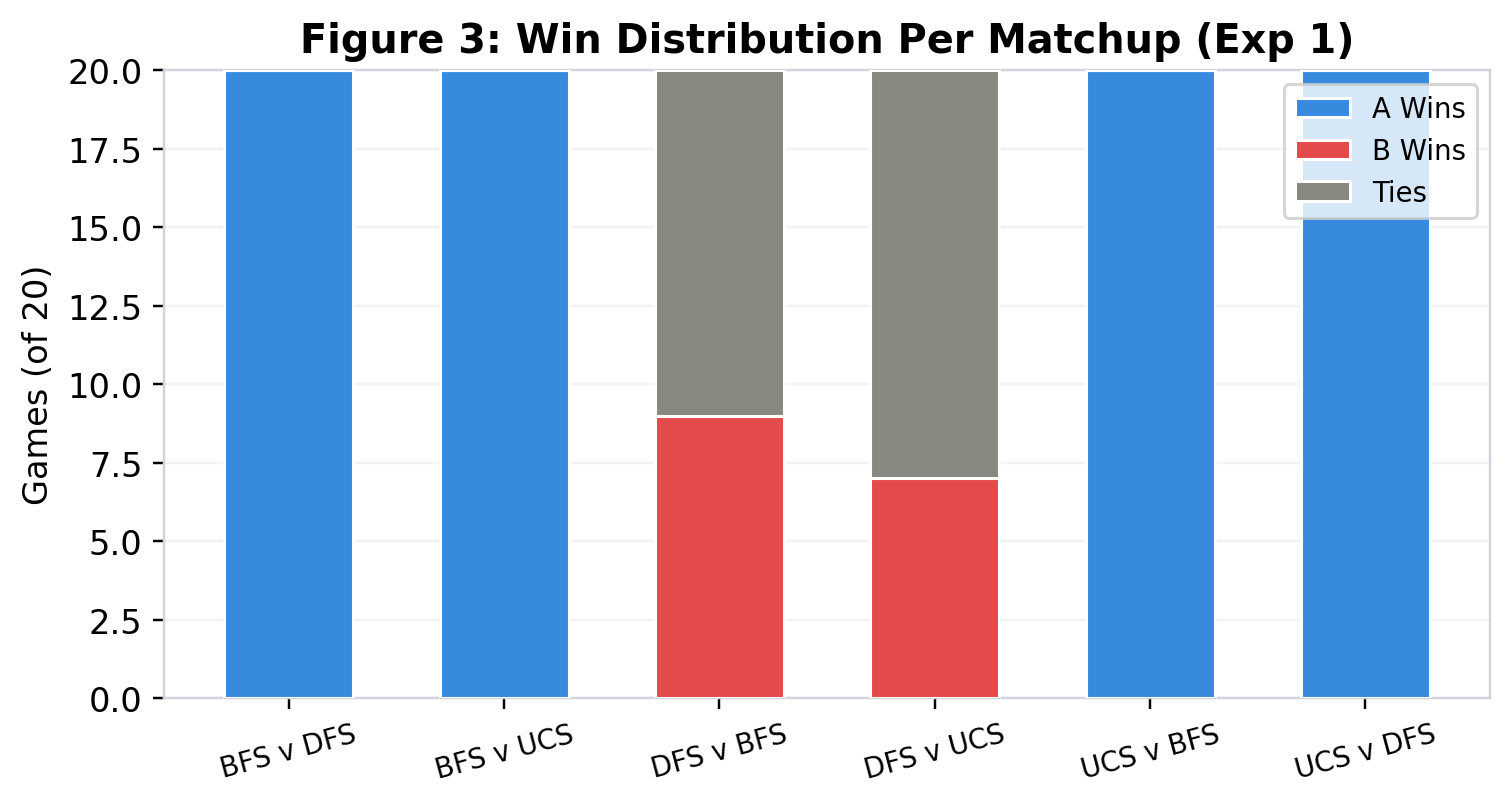 Figure 3: Win Distribution Per Matchup (Exp 1)
20.0
17.5
15.0
12.5
10.0
7.5
5.0
2.5
0.0
Games (of 20)
A Wins
B Wins
Ties
BFS v DFS
BFS v UCS
DFS v BFS
DFS v UCS
UCS v BFS
UCS v DFS